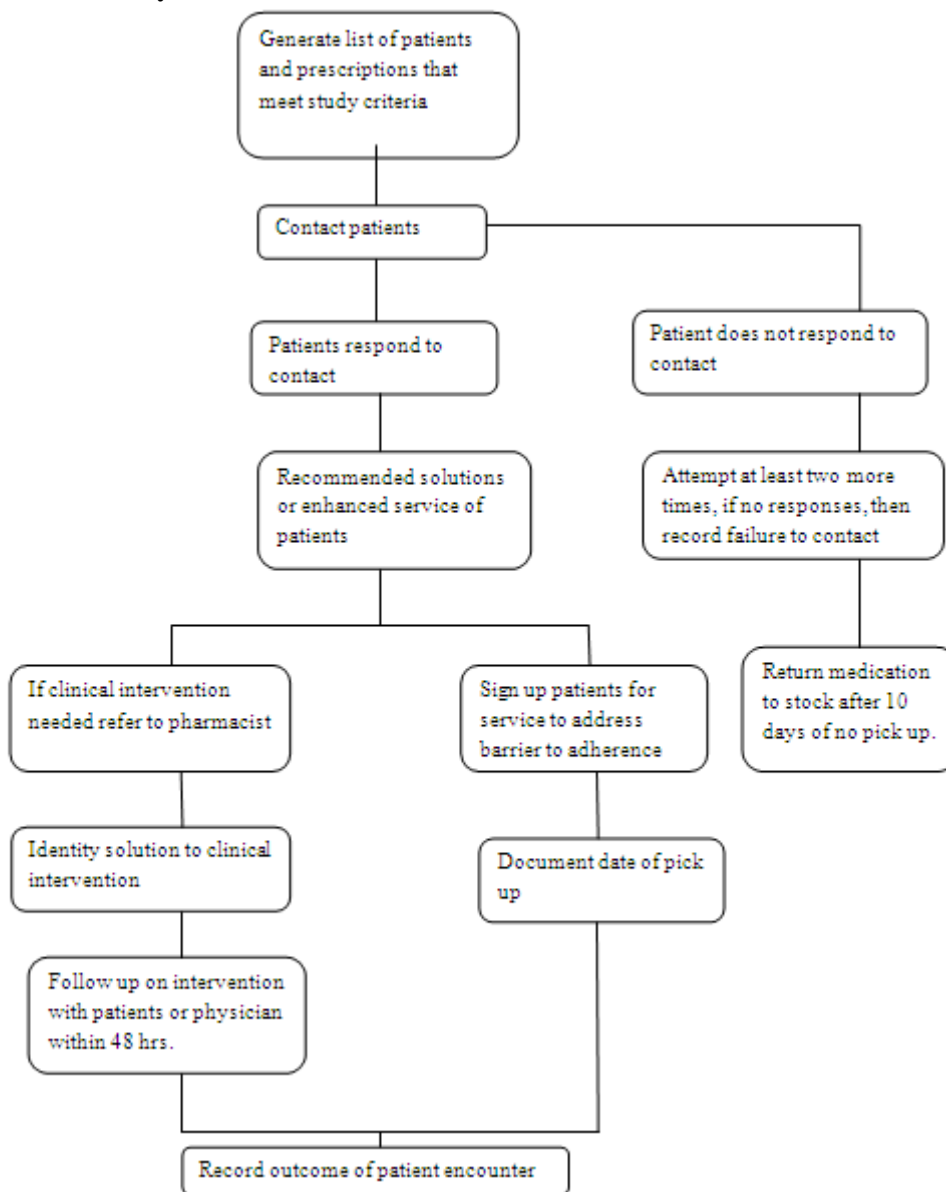 Generate list of patients
and prescriptions that
meet study criteria
Contact patients
Patients respond to
contact
Patient does not respond to
contact
Recommended solutions
or enhanced service of
patients
Attempt at least two more
times, if no responses, then
record failure to contact
If clinical intervention
needed refer to pharmacist
Sign up patients for
service to address
barrier to adherence
Return medication
to stock after 10
days of no pick up.
Identity solution to clinical
intervention
Document date of pick
up
Follow up on intervention
with patients or physician
within 48 hrs.
Record outcome of patient encounter